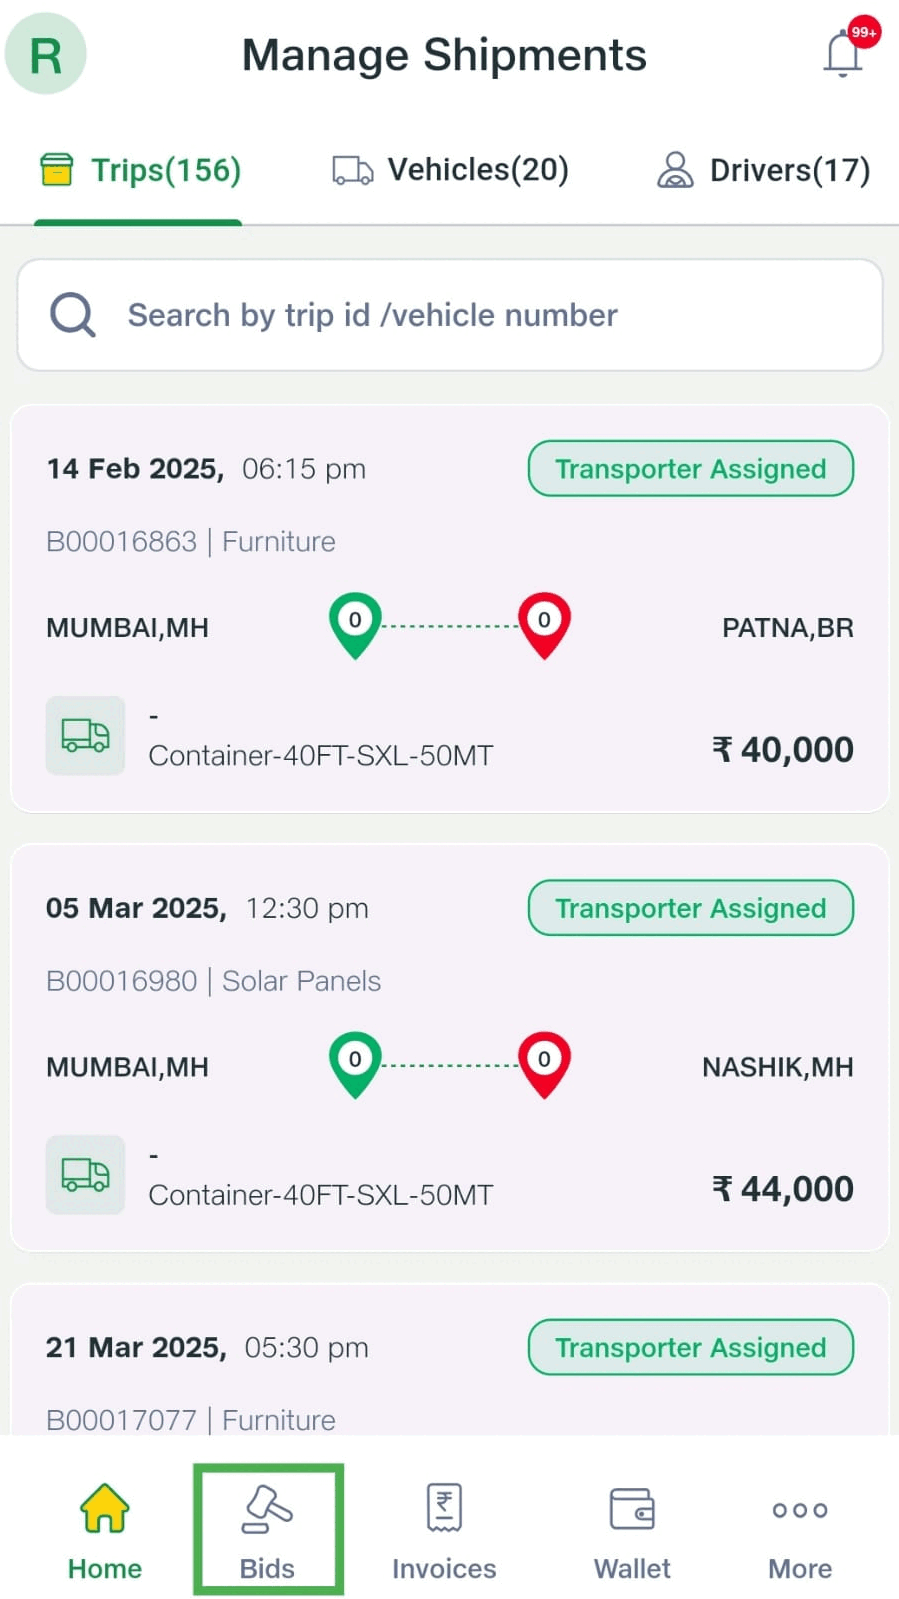 R
Manage Shipments
99+
Trips(156)
Vehicles(20)
Drivers(17)
Search by trip id /vehicle number
14 Feb 2025, 06:15 pm
Transporter Assigned
B00016863 | Furniture
MUMBAI,MH
0
0
PATNA,BR
-
Container-40FT-SXL-50MT
₹ 40,000
05 Mar 2025, 12:30 pm
Transporter Assigned
B00016980 | Solar Panels
MUMBAI,MH
0
0
NASHIK,MH
-
Container-40FT-SXL-50MT
₹ 44,000
21 Mar 2025, 05:30 pm
Transporter Assigned
B00017077 | Furniture
₹
Home
Bids
Invoices
Wallet
More